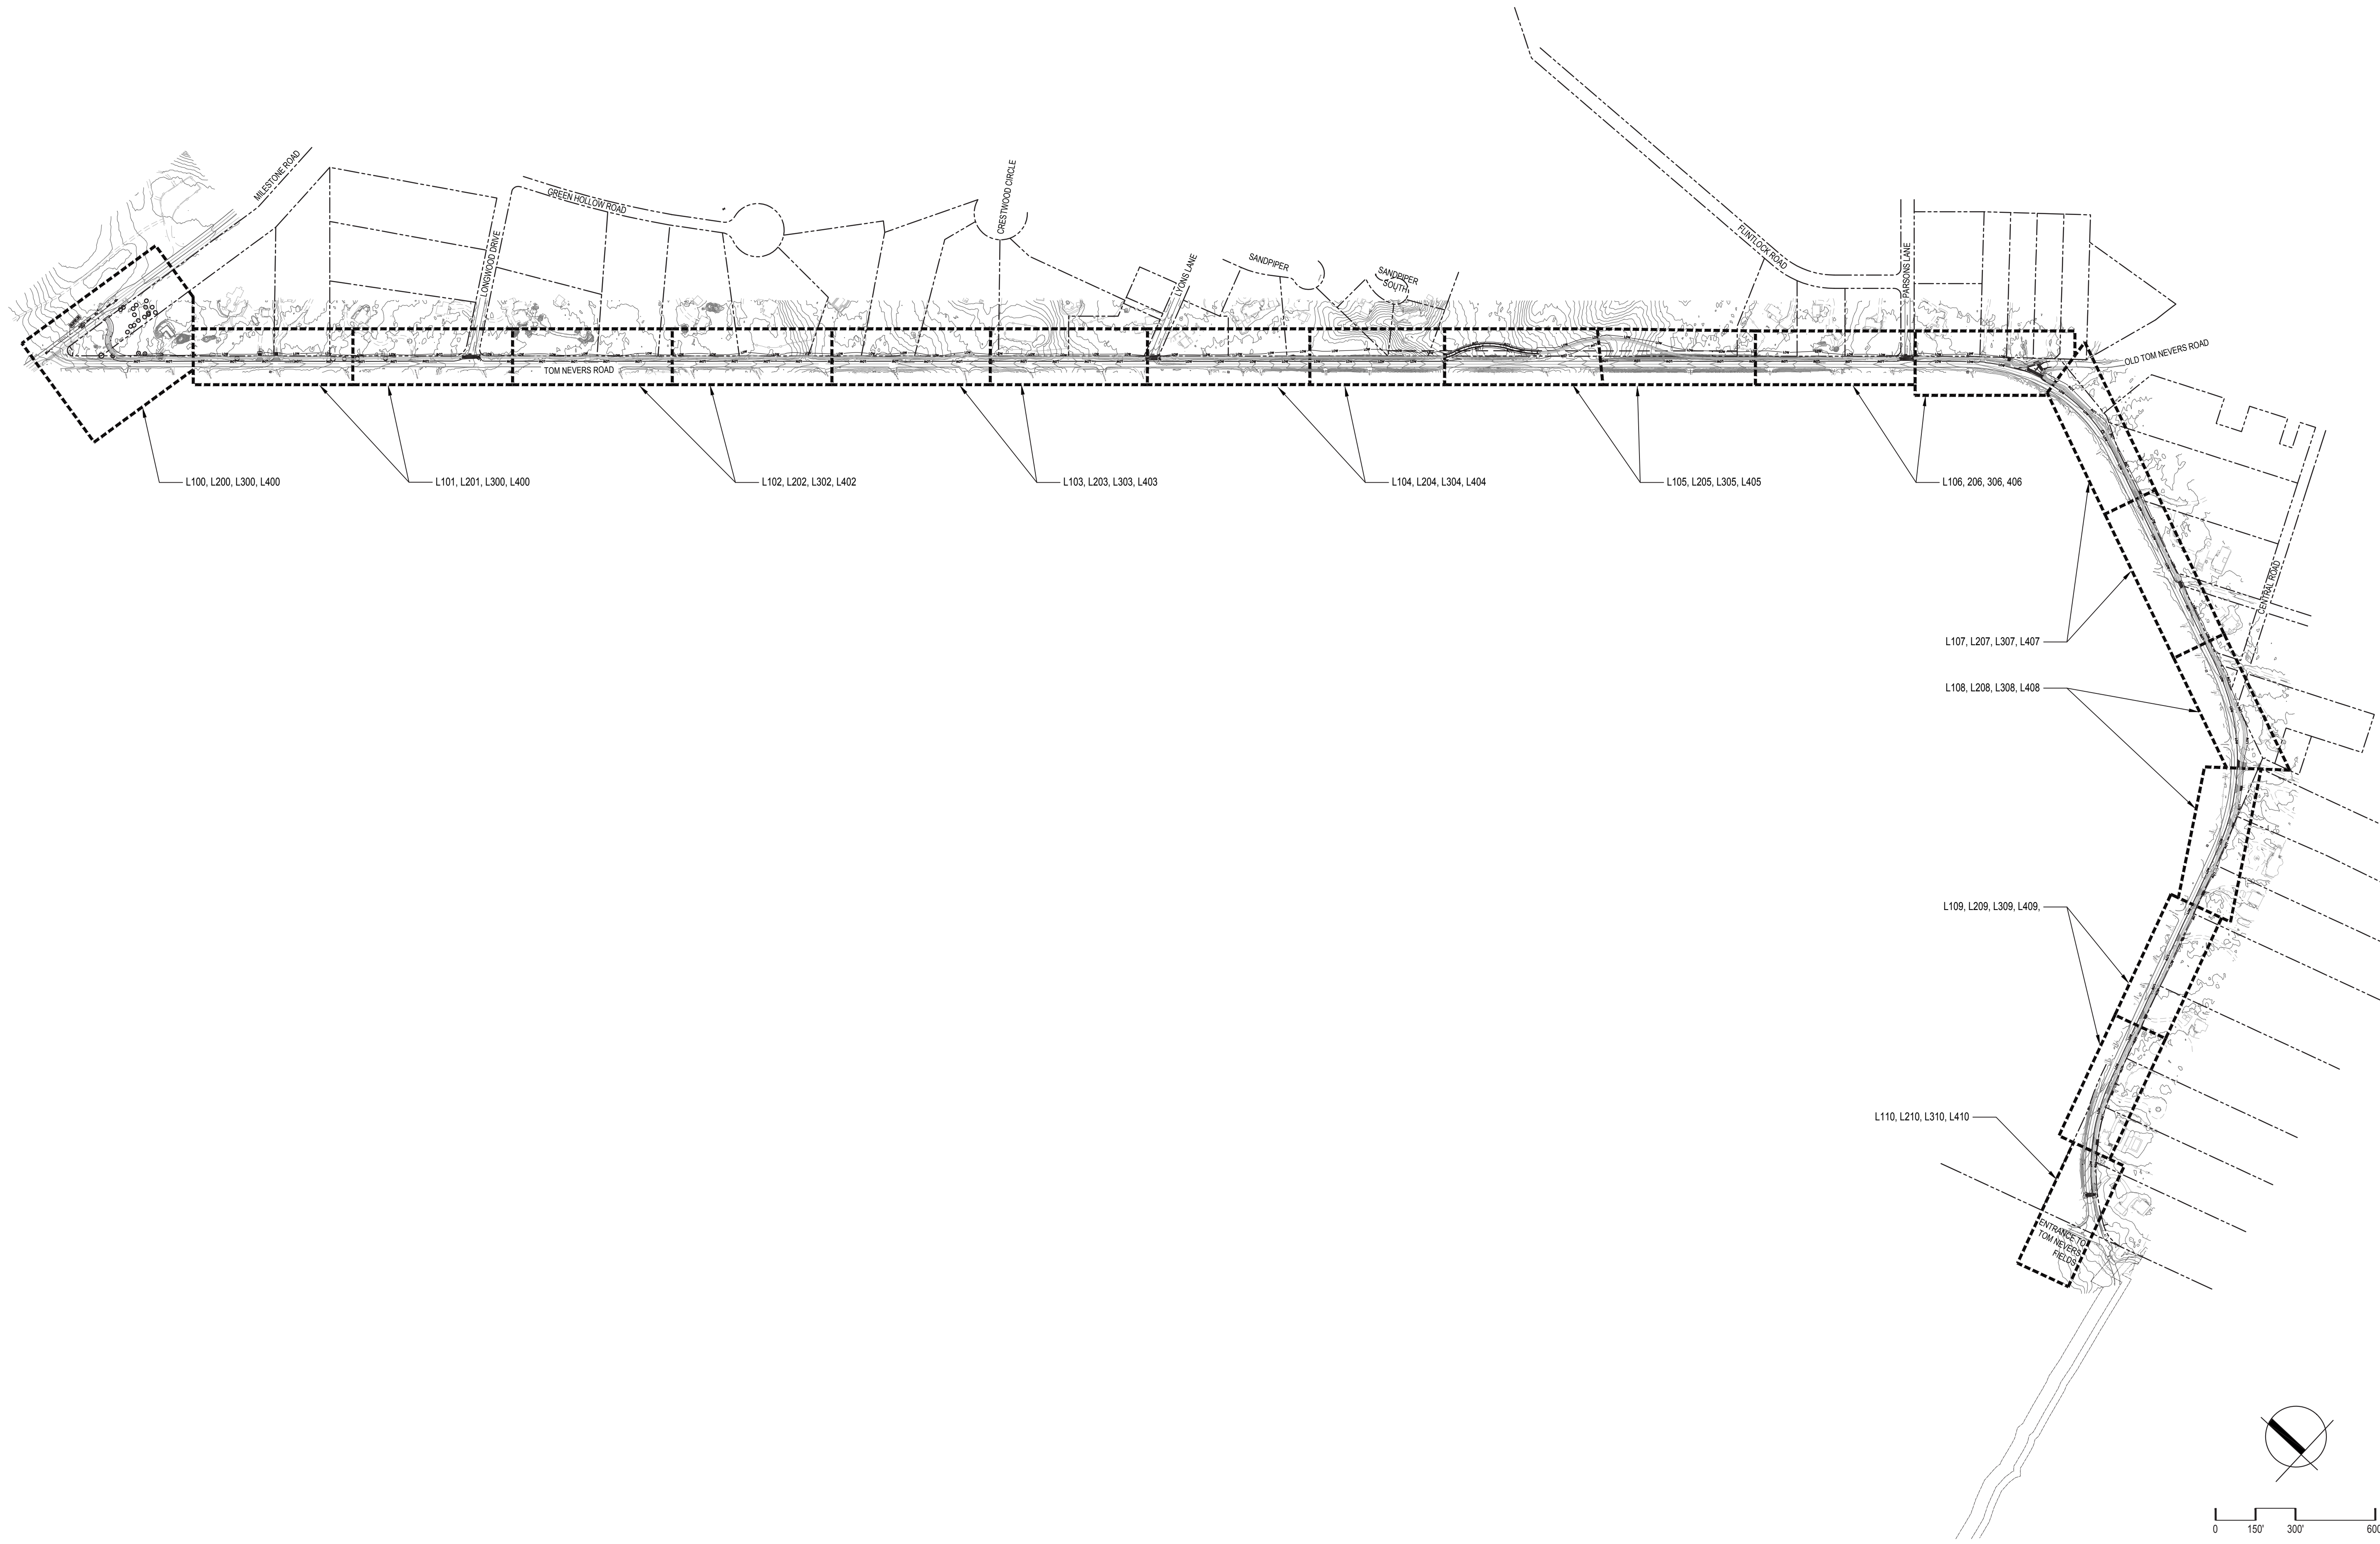 MILESTONE ROAD
LONGWOOD DRIVE
GREEN HOLLOW ROAD
CRESTWOOD CIRCLE
LYONS LANE
SANDPIPER
SANDPIPER
SOUTH
FLINTLOCK ROAD
PARSONS LANE
OLD TOM NEVERS ROAD
TOM NEVERS ROAD
L100, L200, L300, L400
L101, L201, L300, L400
L102, L202, L302, L402
L103, L203, L303, L403
L104, L204, L304, L404
L105, L205, L305, L405
L106, 206, 306, 406
CENTRAL ROAD
L107, L207, L307, L407
L108, L208, L308, L408
L109, L209, L309, L409,
L110, L210, L310, L410
ENTRANCE TO
TOM NEVERS
FIELDS
0 150' 300' 600